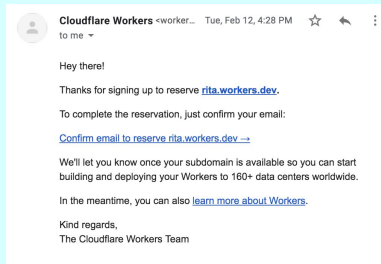 Cloudflare Workers <worker... Tue, Feb 12, 4:28 PM
to me
Hey there!
Thanks for signing up to reserve rita.workers.dev.
To complete the reservation, just confirm your email:
Confirm email to reserve rita.workers.dev →
We'll let you know once your subdomain is available so you can start
building and deploying your Workers to 160+ data centers worldwide.
In the meantime, you can also learn more about Workers.
Kind regards,
The Cloudflare Workers Team